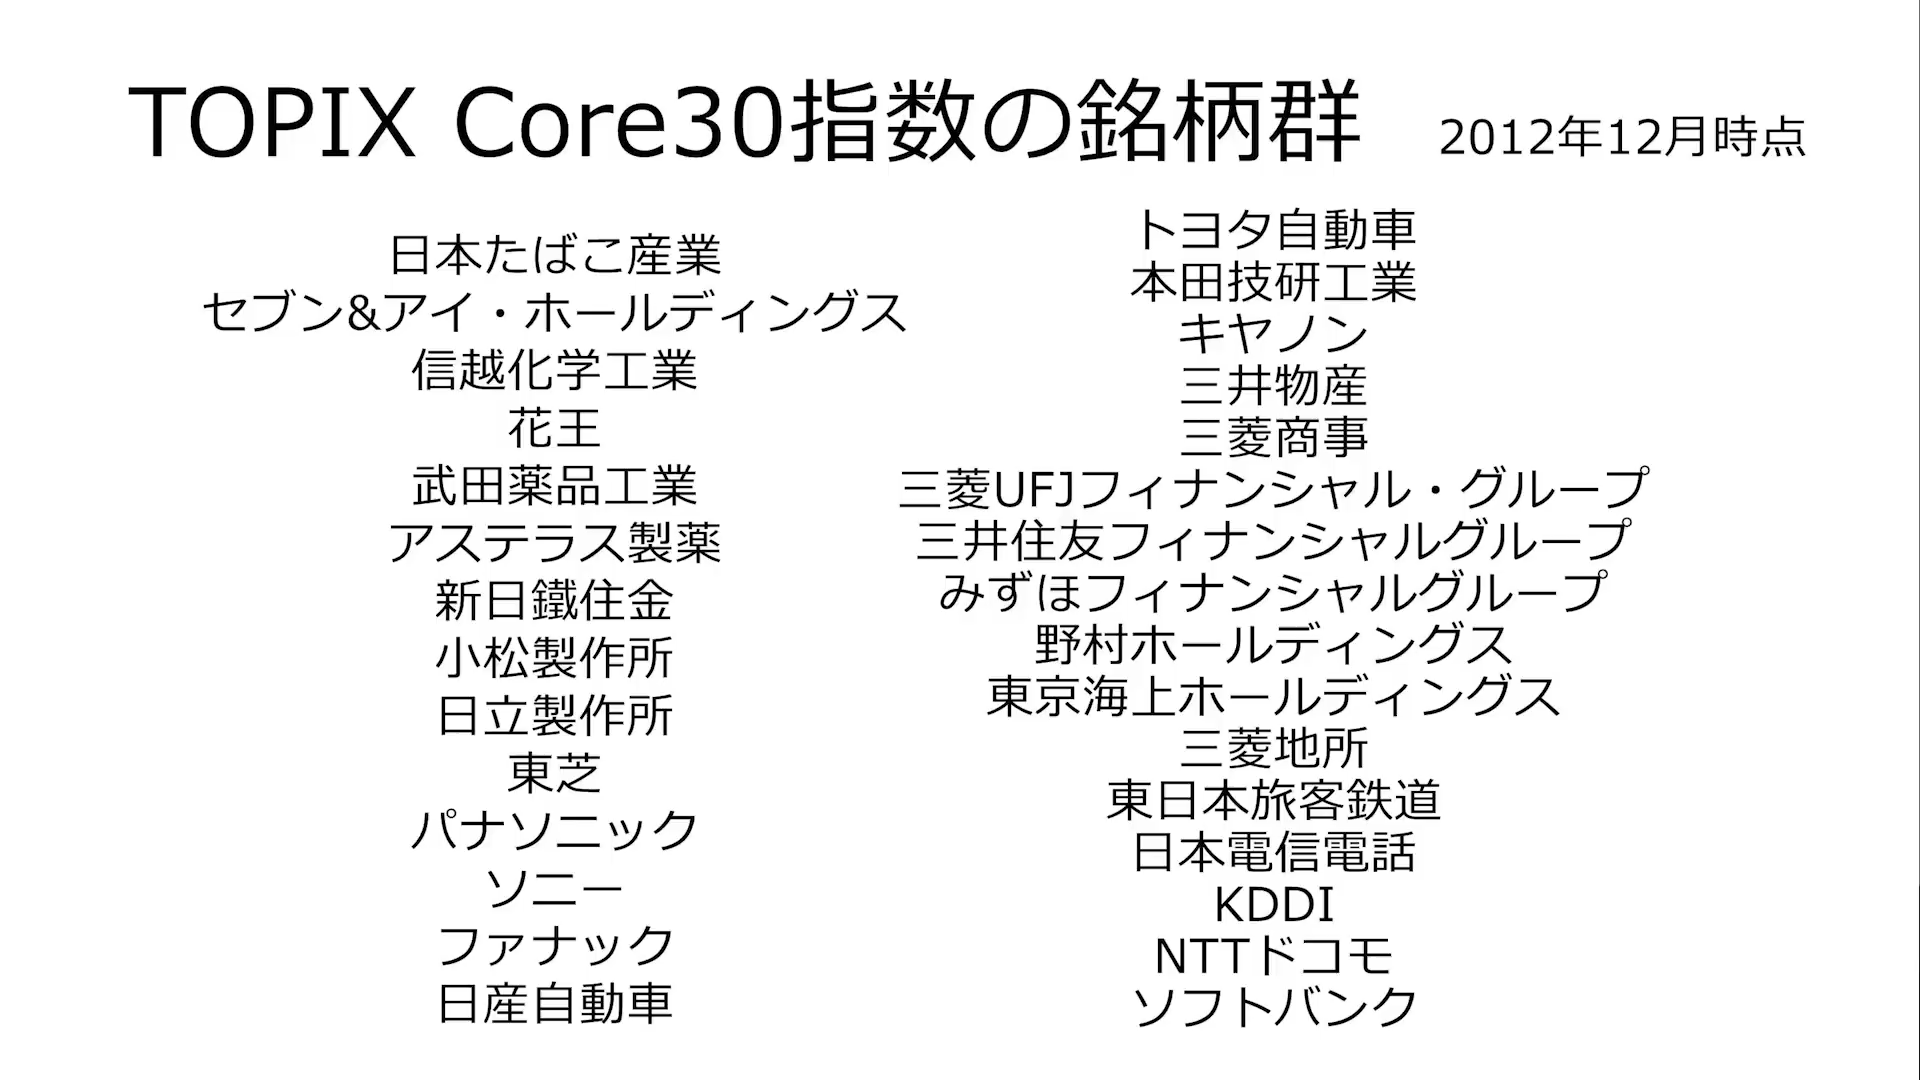 TOPIX Core30指数の銘柄群 2012年12月時点
日本たばこ産業
セブン&アイ・ホールディングス
信越化学工業
花王
武田薬品工業
アステラス製薬
新日鐵住金
小松製作所
日立製作所
東芝
パナソニック
ソニー
ファナック
日産自動車
トヨタ自動車
本田技研工業
キヤノン
三井物産
三菱商事
三菱UFJフィナンシャル・グループ
三井住友フィナンシャルグループ
みずほフィナンシャルグループ
野村ホールディングス
東京海上ホールディングス
三菱地所
東日本旅客鉄道
日本電信電話
KDDI
NTTドコモ
ソフトバンク